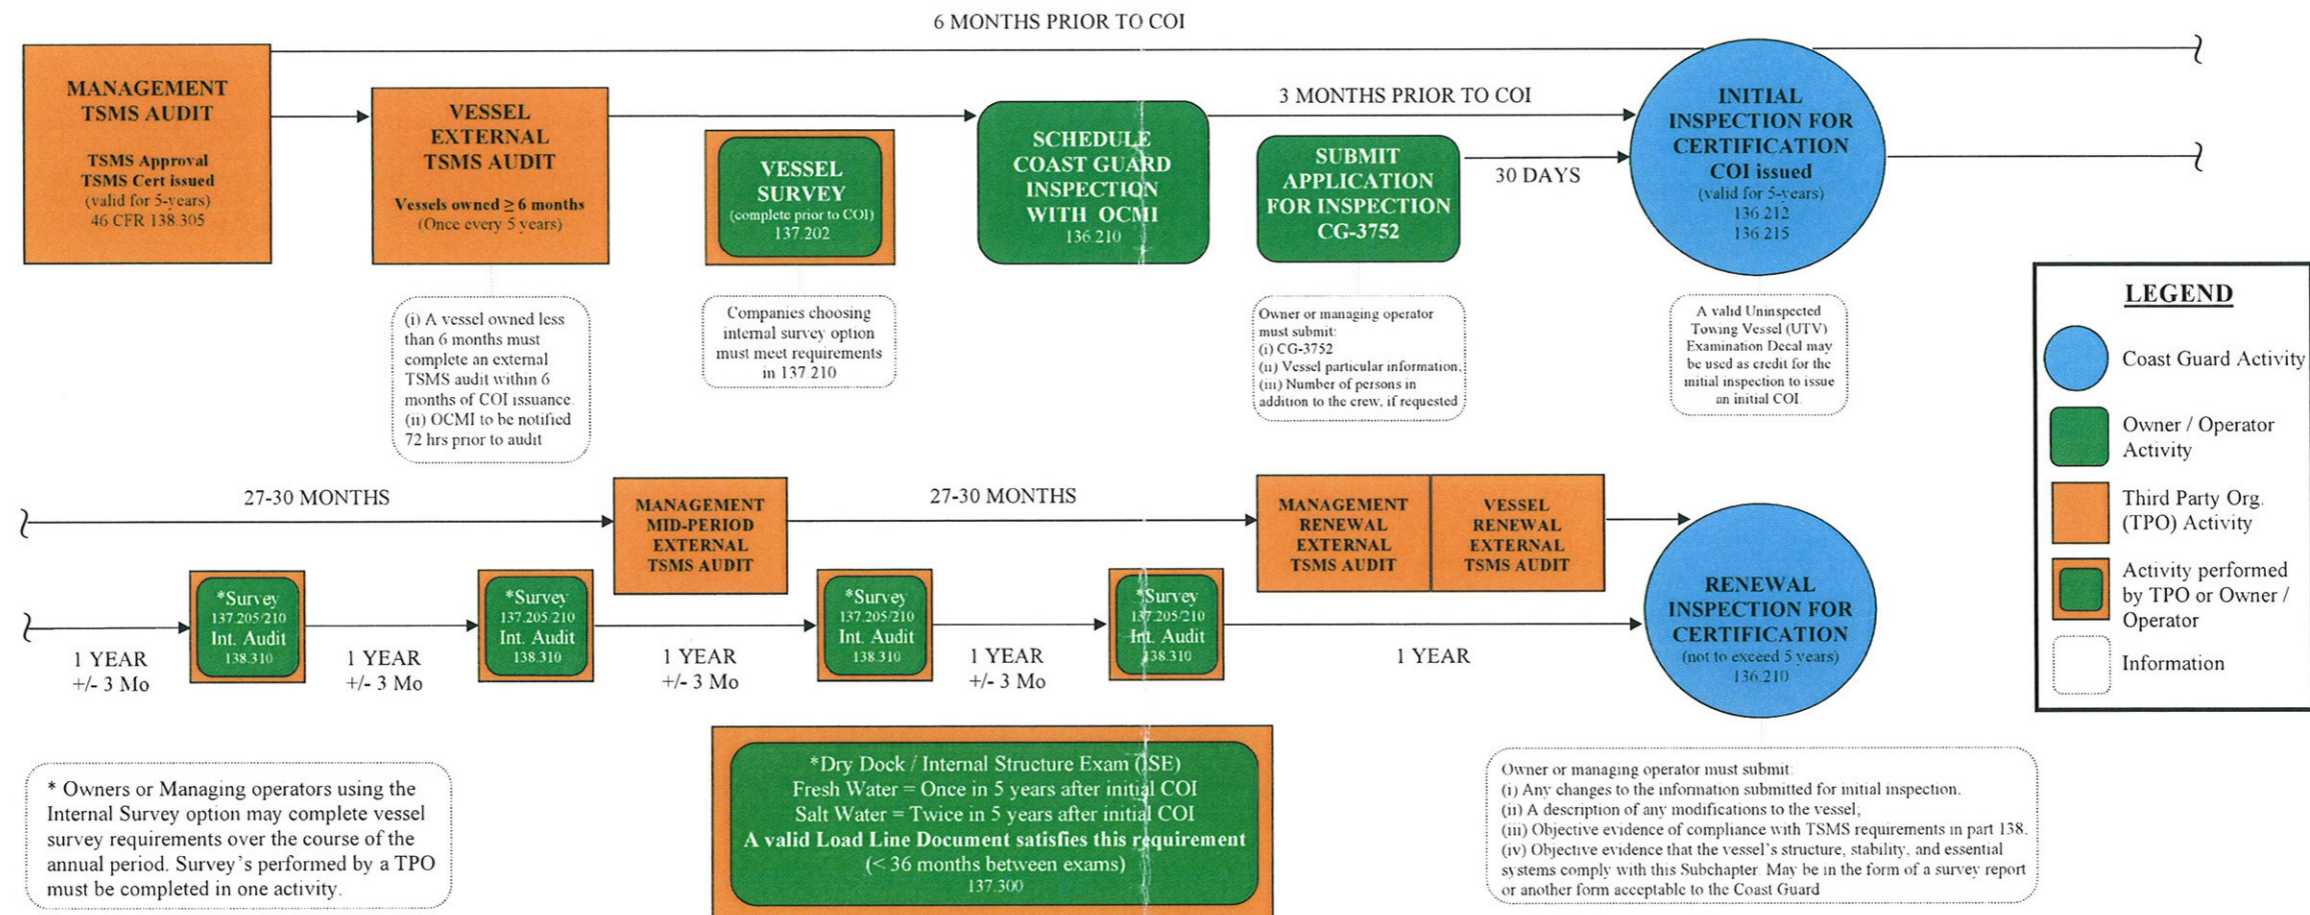 6 MONTHS PRIOR TO COI
MANAGEMENT
TSMS AUDIT
TSMS Approval
TSMS Cert issued
(valid for 5-years)
46 CFR 138.305
VESSEL
EXTERNAL
TSMS AUDIT
Vessels owned ≥ 6 months
(Once every 5 years)
VESSEL
SURVEY
(complete prior to COI)
137.202
SCHEDULE
COAST GUARD
INSPECTION
WITH OCMI
136.210
3 MONTHS PRIOR TO COI
SUBMIT
APPLICATION
FOR INSPECTION
CG-3752
30 DAYS
INITIAL
INSPECTION FOR
CERTIFICATION
COI issued
(valid for 5-years)
136.212
136.215
(i) A vessel owned less
than 6 months must
complete an external
TSMS audit within 6
months of COI issuance.
(ii) OCMI to be notified
72 hrs prior to audit
Companies choosing
internal survey option
must meet requirements
in 137.210
Owner or managing operator
must submit:
(i) CG-3752
(ii) Vessel particular information,
(iii) Number of persons in
addition to the crew, if requested
A valid Uninspected
Towing Vessel (UTV)
Examination Decal may
be used as credit for the
initial inspection to issue
an initial COI.
LEGEND
Coast Guard Activity
Owner / Operator
Activity
Third Party Org.
(TPO) Activity
Activity performed
by TPO or Owner /
Operator
Information
27-30 MONTHS
MANAGEMENT
MID-PERIOD
EXTERNAL
TSMS AUDIT
27-30 MONTHS
MANAGEMENT
RENEWAL
EXTERNAL
TSMS AUDIT
VESSEL
RENEWAL
EXTERNAL
TSMS AUDIT
1 YEAR
+/- 3 Mo
*Survey
137.205/210
Int. Audit
138.310
1 YEAR
+/- 3 Mo
*Survey
137.205/210
Int. Audit
138.310
1 YEAR
+/- 3 Mo
*Survey
137.205/210
Int. Audit
138.310
1 YEAR
+/- 3 Mo
*Survey
137.205/210
Int. Audit
138.310
1 YEAR
RENEWAL
INSPECTION FOR
CERTIFICATION
(not to exceed 5 years)
136.210
* Owners or Managing operators using the
Internal Survey option may complete vessel
survey requirements over the course of the
annual period. Survey's performed by a TPO
must be completed in one activity.
*Dry Dock / Internal Structure Exam (ISE)
Fresh Water = Once in 5 years after initial COI
Salt Water = Twice in 5 years after initial COI
A valid Load Line Document satisfies this requirement
(< 36 months between exams)
137.300
Owner or managing operator must submit:
(i) Any changes to the information submitted for initial inspection.
(ii) A description of any modifications to the vessel;
(iii) Objective evidence of compliance with TSMS requirements in part 138.
(iv) Objective evidence that the vessel's structure, stability, and essential
systems comply with this Subchapter. May be in the form of a survey report
or another form acceptable to the Coast Guard